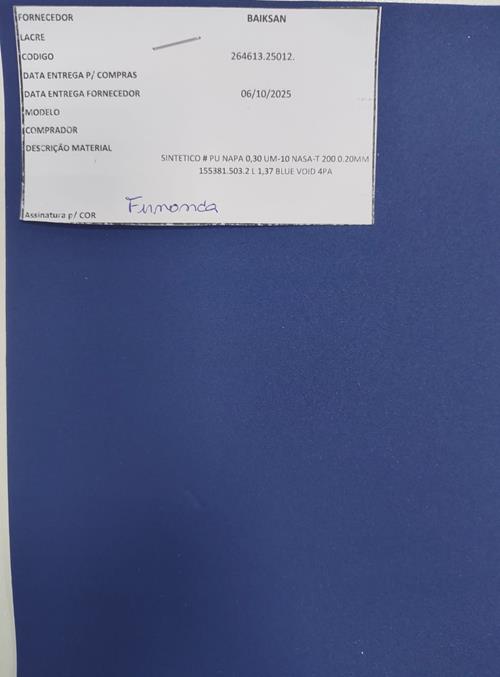 FORNECEDOR BAIKSAN
LACRE
CODIGO 264613.25012.
DATA ENTREGA P/ COMPRAS
DATA ENTREGA FORNECEDOR 06/10/2025
MODELO
COMPRADOR
DESCRIÇÃO MATERIAL
SINTETICO # PU NAPA 0,30 UM-10 NASA-T 200 0.20MM
155381.503.2 L 1,37 BLUE VOID 4PA
Assinatura p/ COR Fernanda